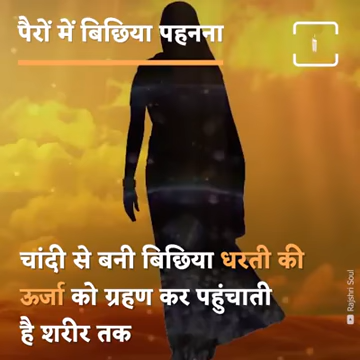 पैरों में बिछिया पहनना
चांदी से बनी बिछिया धरती की
ऊर्जा को ग्रहण कर पहुंचाती
है शरीर तक
Rajshri Soul